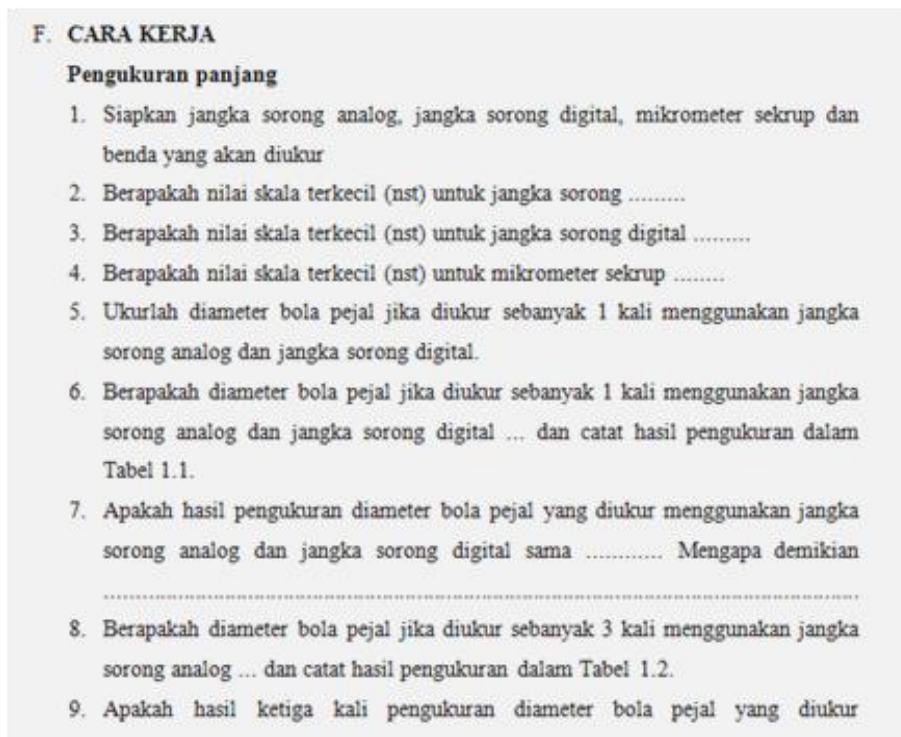 F. CARA KERJA
Pengukuran panjang
1. Siapkan jangka sorong analog, jangka sorong digital, mikrometer sekrup dan
benda yang akan diukur
2. Berapakah nilai skala terkecil (nst) untuk jangka sorong .........
3. Berapakah nilai skala terkecil (nst) untuk jangka sorong digital .........
4. Berapakah nilai skala terkecil (nst) untuk mikrometer sekrup ........
5. Ukurlah diameter bola pejal jika diukur sebanyak 1 kali menggunakan jangka
sorong analog dan jangka sorong digital.
6. Berapakah diameter bola pejal jika diukur sebanyak 1 kali menggunakan jangka
sorong analog dan jangka sorong digital ... dan catat hasil pengukuran dalam
Tabel 1.1.
7. Apakah hasil pengukuran diameter bola pejal yang diukur menggunakan jangka
sorong analog dan jangka sorong digital sama ............ Mengapa demikian
........................................................................................................................
8. Berapakah diameter bola pejal jika diukur sebanyak 3 kali menggunakan jangka
sorong analog ... dan catat hasil pengukuran dalam Tabel 1.2.
9. Apakah hasil ketiga kali pengukuran diameter bola pejal yang diukur